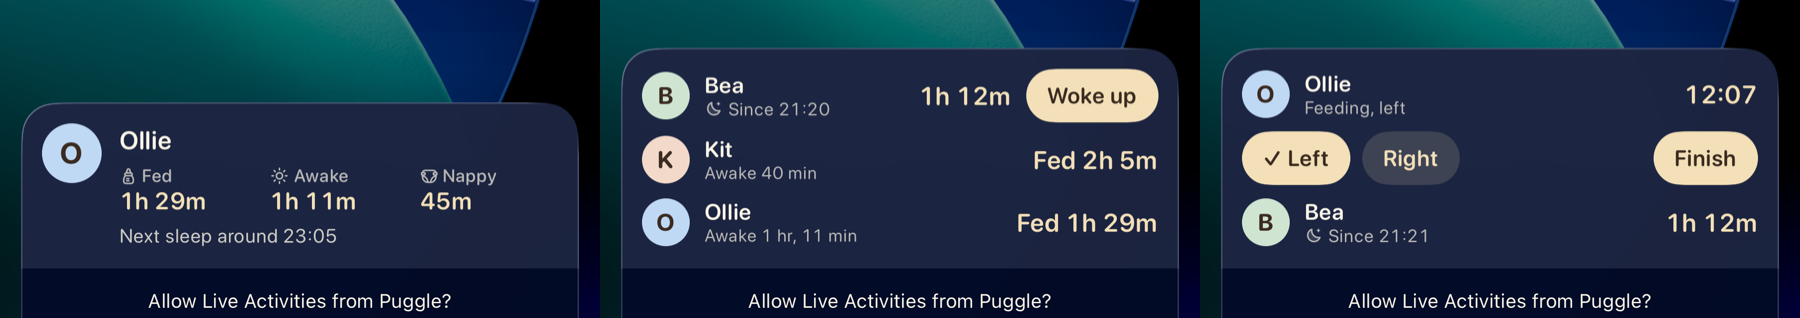 O
Ollie
Fed Awake Nappy
1h 29m 1h 11m 45m
Next sleep around 23:05
Allow Live Activities from Puggle?
B
Bea
Since 21:20
1h 12m
Woke up
K
Kit
Awake 40 min
Fed 2h 5m
O
Ollie
Awake 1 hr, 11 min
Fed 1h 29m
Allow Live Activities from Puggle?
O
Ollie
Feeding, left
12:07
✓ Left Right Finish
B
Bea
Since 21:21
1h 12m
Allow Live Activities from Puggle?